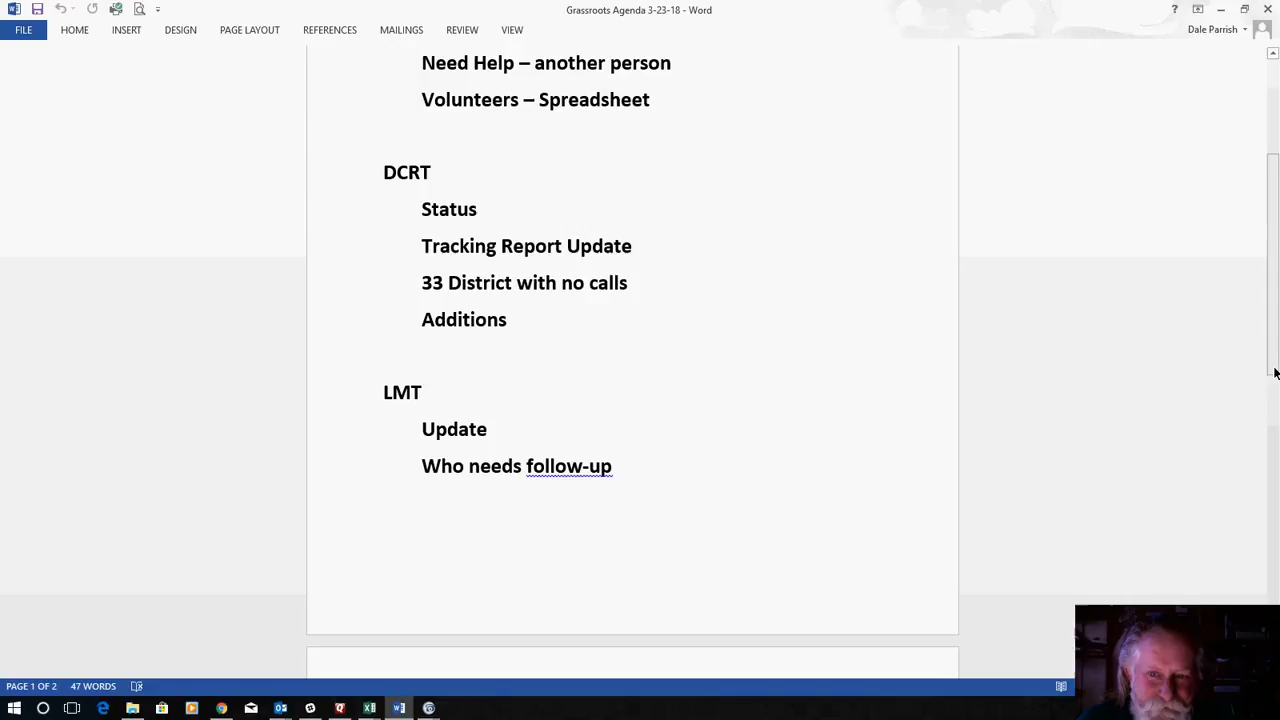 Grassroots Agenda 3-23-18 - Word
FILE HOME INSERT DESIGN PAGE LAYOUT REFERENCES MAILINGS REVIEW VIEW Dale Parrish
Need Help – another person
Volunteers – Spreadsheet
DCRT
Status
Tracking Report Update
33 District with no calls
Additions
LMT
Update
Who needs follow-up
PAGE 1 OF 2 47 WORDS